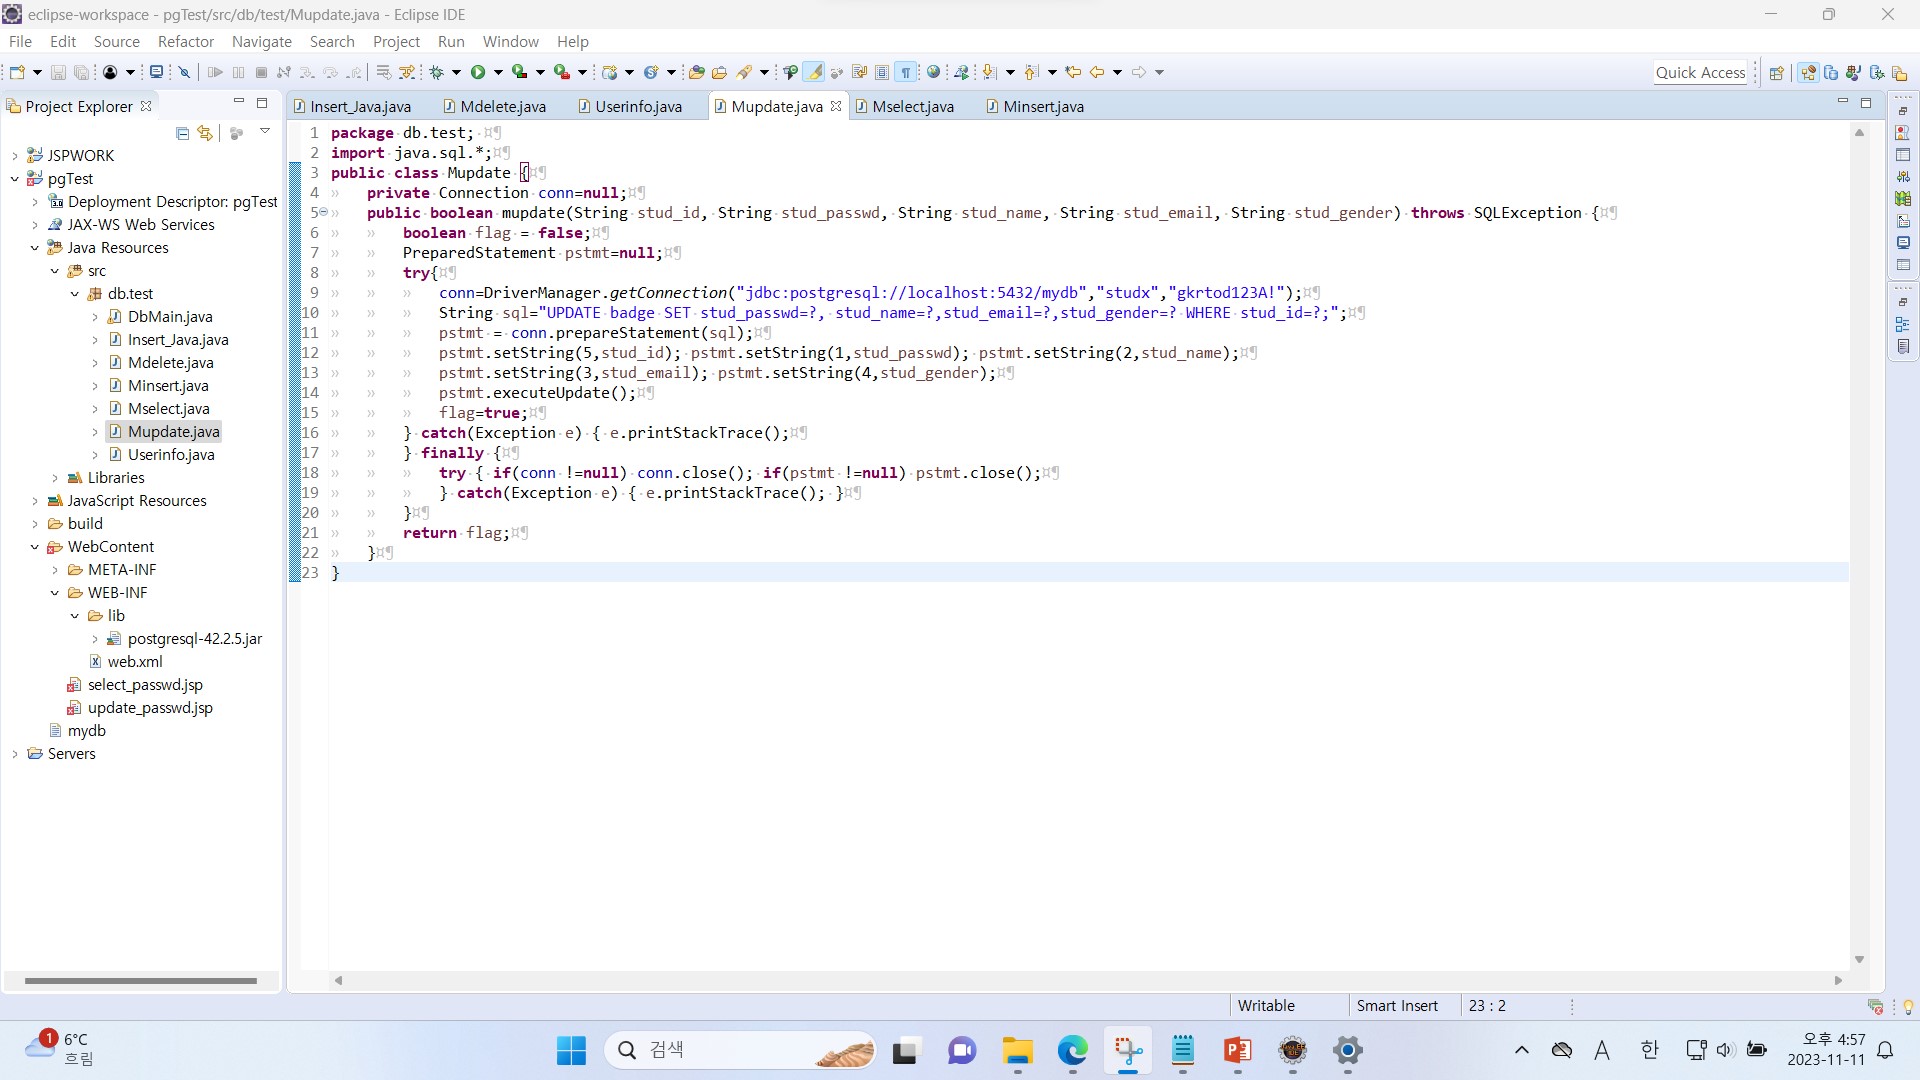 eclipse-workspace - pgTest/src/db/test/Mupdate.java - Eclipse IDE
File Edit Source Refactor Navigate Search Project Run Window Help
Quick Access
Project Explorer
Insert_Java.java Mdelete.java Userinfo.java Mupdate.java Mselect.java Minsert.java
JSPWORK
pgTest
Deployment Descriptor: pgTest
JAX-WS Web Services
Java Resources
src
db.test
DbMain.java
Insert_Java.java
Mdelete.java
Minsert.java
Mselect.java
Mupdate.java
Userinfo.java
Libraries
JavaScript Resources
build
WebContent
META-INF
WEB-INF
lib
postgresql-42.2.5.jar
web.xml
select_passwd.jsp
update_passwd.jsp
mydb
Servers
1 package db.test;
2 import java.sql.*;
3 public class Mupdate {
4 private Connection conn=null;
5 public boolean mupdate(String stud_id, String stud_passwd, String stud_name, String stud_email, String stud_gender) throws SQLException {
6 boolean flag = false;
7 PreparedStatement pstmt=null;
8 try{
9 conn=DriverManager.getConnection("jdbc:postgresql://localhost:5432/mydb","studx","gkrtod123A!");
10 String sql="UPDATE badge SET stud_passwd=?, stud_name=?,stud_email=?,stud_gender=? WHERE stud_id=?;";
11 pstmt = conn.prepareStatement(sql);
12 pstmt.setString(5,stud_id); pstmt.setString(1,stud_passwd); pstmt.setString(2,stud_name);
13 pstmt.setString(3,stud_email); pstmt.setString(4,stud_gender);
14 pstmt.executeUpdate();
15 flag=true;
16 } catch(Exception e) { e.printStackTrace();
17 } finally {
18 try { if(conn !=null) conn.close(); if(pstmt !=null) pstmt.close();
19 } catch(Exception e) { e.printStackTrace(); }
20 }
21 return flag;
22 }
23 }
Writable Smart Insert 23 : 2
1
6°C
흐림
검색
A 한
오후 4:57
2023-11-11